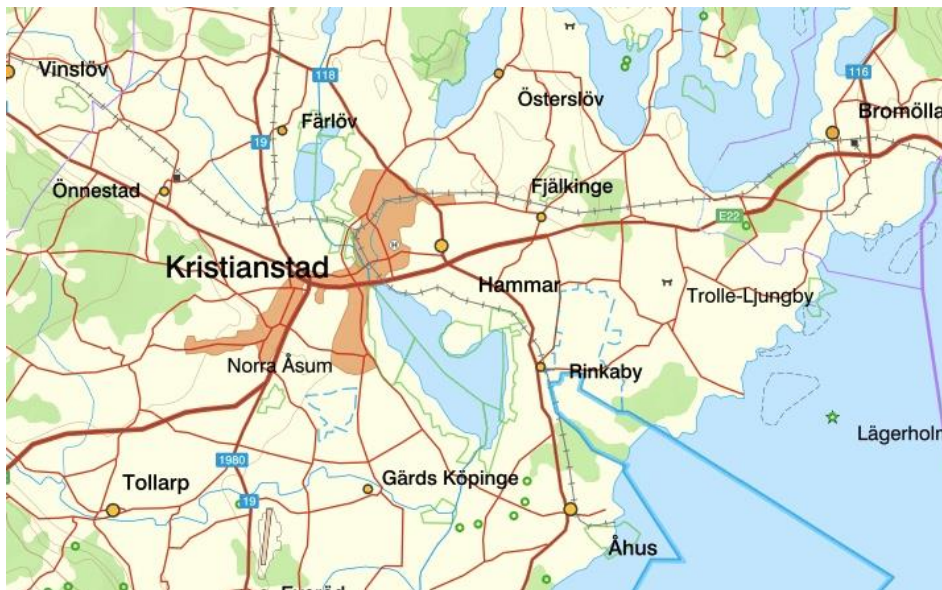 Vinslöv
118
Österslöv
116
Bromölla
Färlöv
19
Önnestad
Fjälkinge
E22
H
Kristianstad
Hammar
Trolle-Ljungby
Norra Åsum
Rinkaby
Lägerholm
1980
Tollarp
Gärds Köpinge
19
Åhus